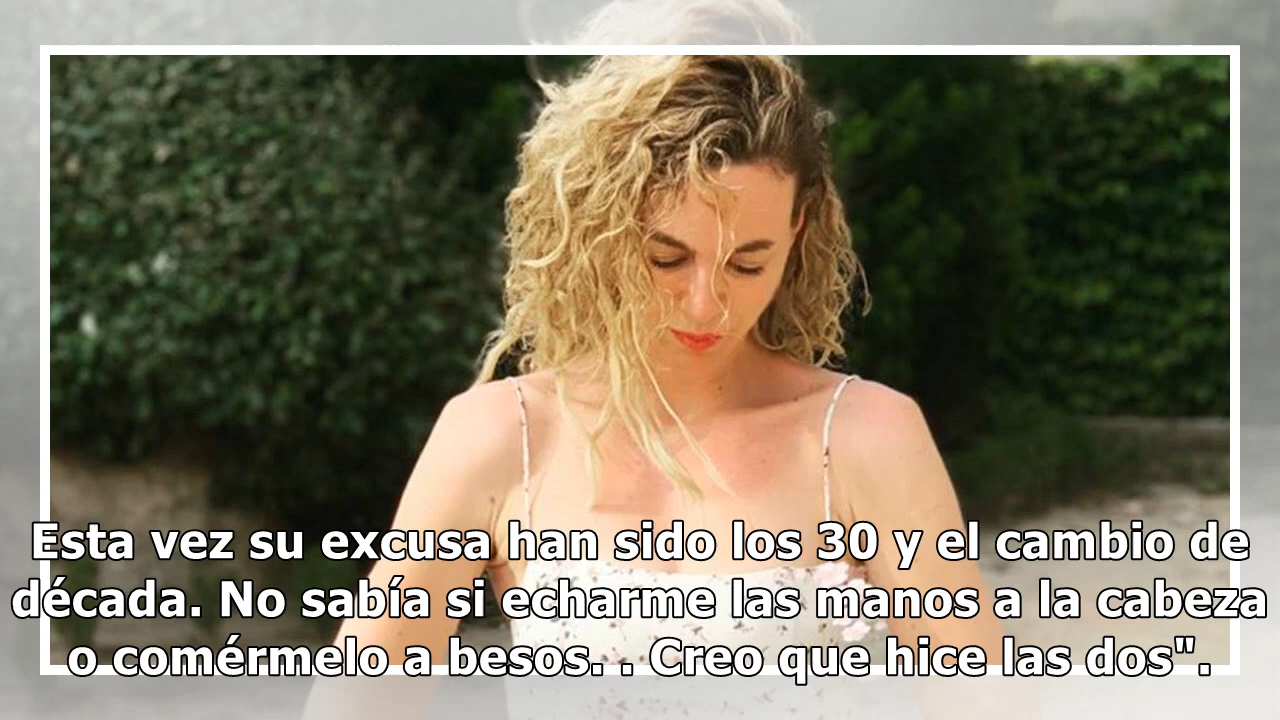 Esta vez su excusa han sido los 30 y el cambio de
década. No sabía si echarme las manos a la cabeza
o comérmelo a besos. . Creo que hice las dos".